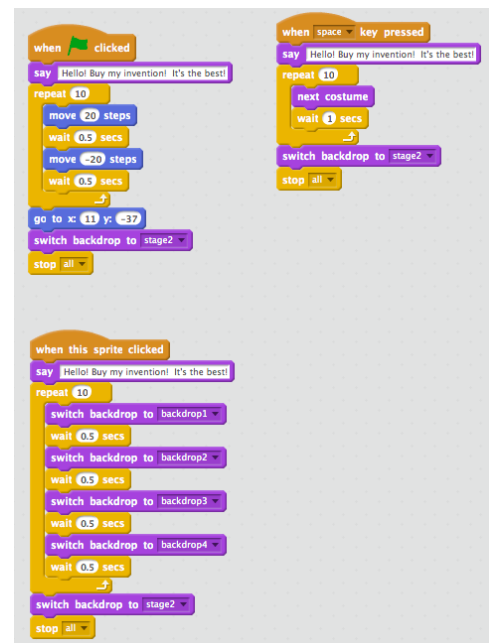 when clicked
say Hello! Buy my invention! It's the best!
repeat 10
move 20 steps
wait 0.5 secs
move -20 steps
wait 0.5 secs
go to x: 11 y: -37
switch backdrop to stage2
stop all
when space key pressed
say Hello! Buy my invention! It's the best!
repeat 10
next costume
wait 1 secs
switch backdrop to stage2
stop all
when this sprite clicked
say Hello! Buy my invention! It's the best!
repeat 10
switch backdrop to backdrop1
wait 0.5 secs
switch backdrop to backdrop2
wait 0.5 secs
switch backdrop to backdrop3
wait 0.5 secs
switch backdrop to backdrop4
wait 0.5 secs
switch backdrop to stage2
stop all